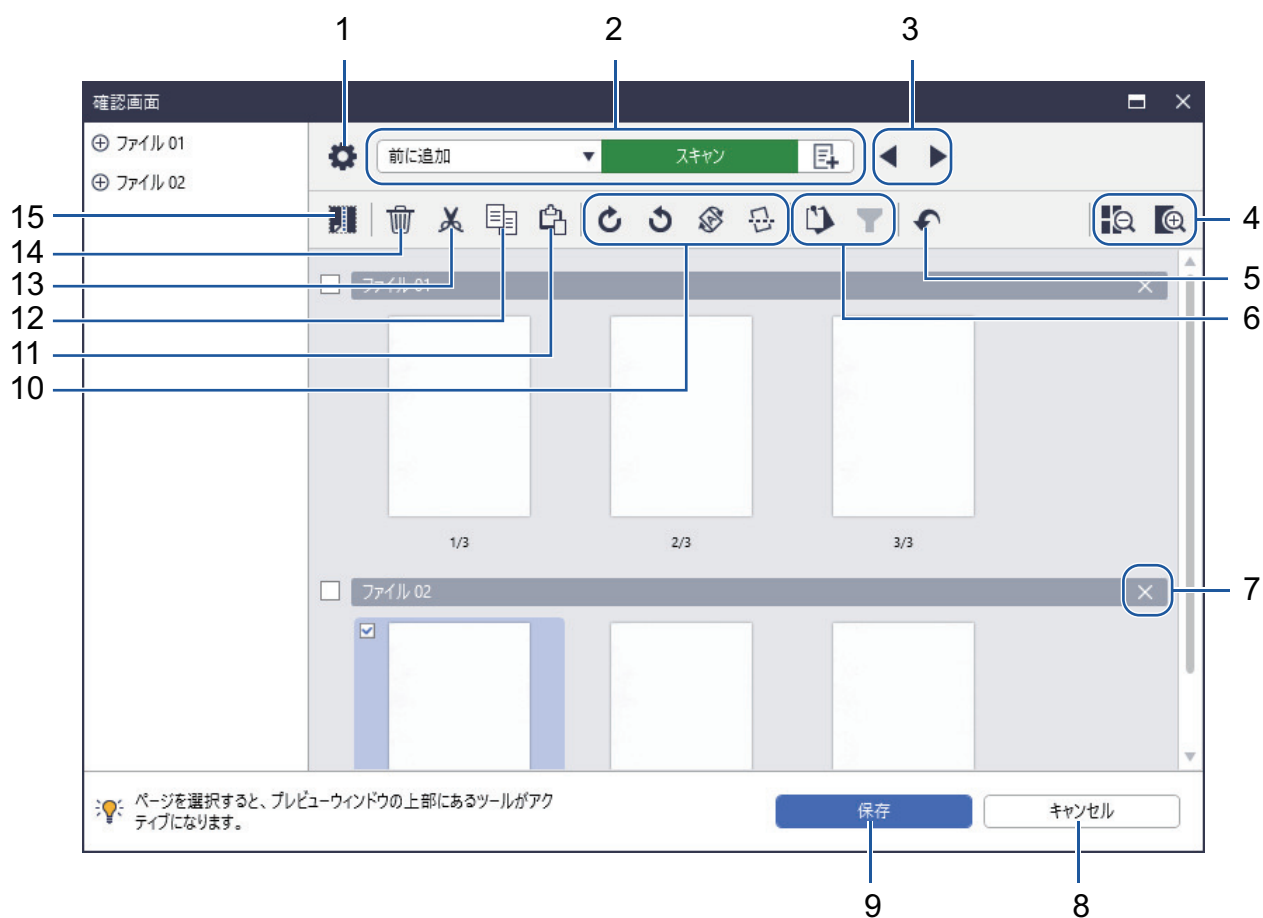 1
2
3
確認画面
ファイル 01
ファイル 02
前に追加
スキャン
15
14
13
12
11
10
4
5
6
ファイル 01
1/3
2/3
3/3
ファイル 02
7
ページを選択すると、プレビューウィンドウの上部にあるツールがアク
ティブになります。
保存
キャンセル
9
8